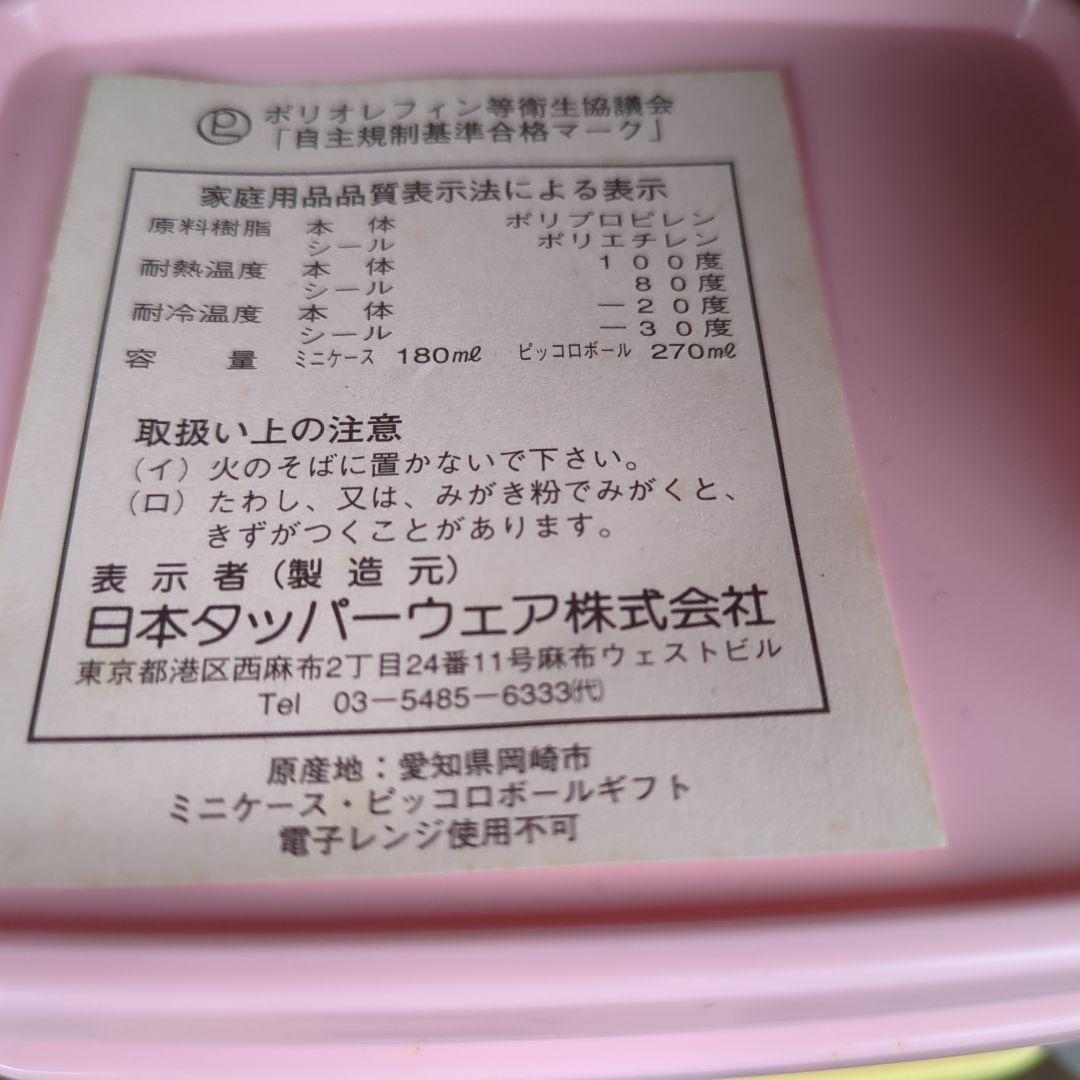 Ⓟ ポリオレフィン等衛生協議会
「自主規制基準合格マーク」
家庭用品品質表示法による表示
原料樹脂 本体 ポリプロピレン
シール ポリエチレン
耐熱温度 本体 100度
シール 80度
耐冷温度 本体 －20度
シール －30度
容量 ミニケース 180mℓ ピッコロボール 270mℓ
取扱い上の注意
（イ）火のそばに置かないで下さい。
（ロ）たわし、又は、みがき粉でみがくと、
きずがつくことがあります。
表示者（製造元）
日本タッパーウェア株式会社
東京都港区西麻布2丁目24番11号麻布ウェストビル
Tel 03－5485－6333㈹
原産地：愛知県岡崎市
ミニケース・ピッコロボールギフト
電子レンジ使用不可